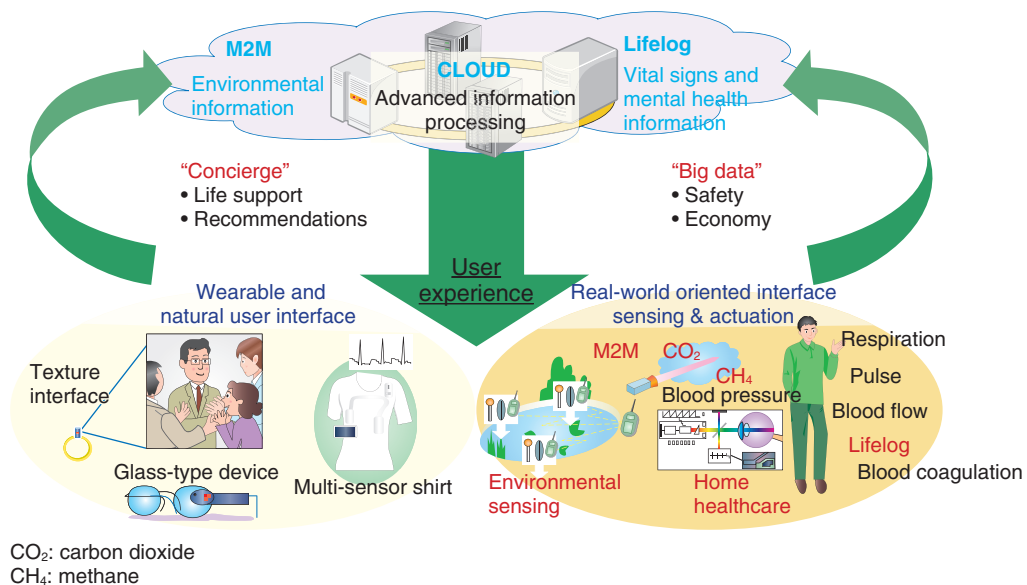 M2M
Environmental
information
CLOUD
Advanced information
processing
Lifelog
Vital signs and
mental health
information
“Concierge”
• Life support
• Recommendations
“Big data”
• Safety
• Economy
User
experience
Wearable and
natural user interface
Texture
interface
Glass-type device
Multi-sensor shirt
Real-world oriented interface
sensing & actuation
M2M
CO₂
CH₄
Blood pressure
Respiration
Pulse
Blood flow
Lifelog
Blood coagulation
Environmental
sensing
Home
healthcare
CO₂: carbon dioxide
CH₄: methane